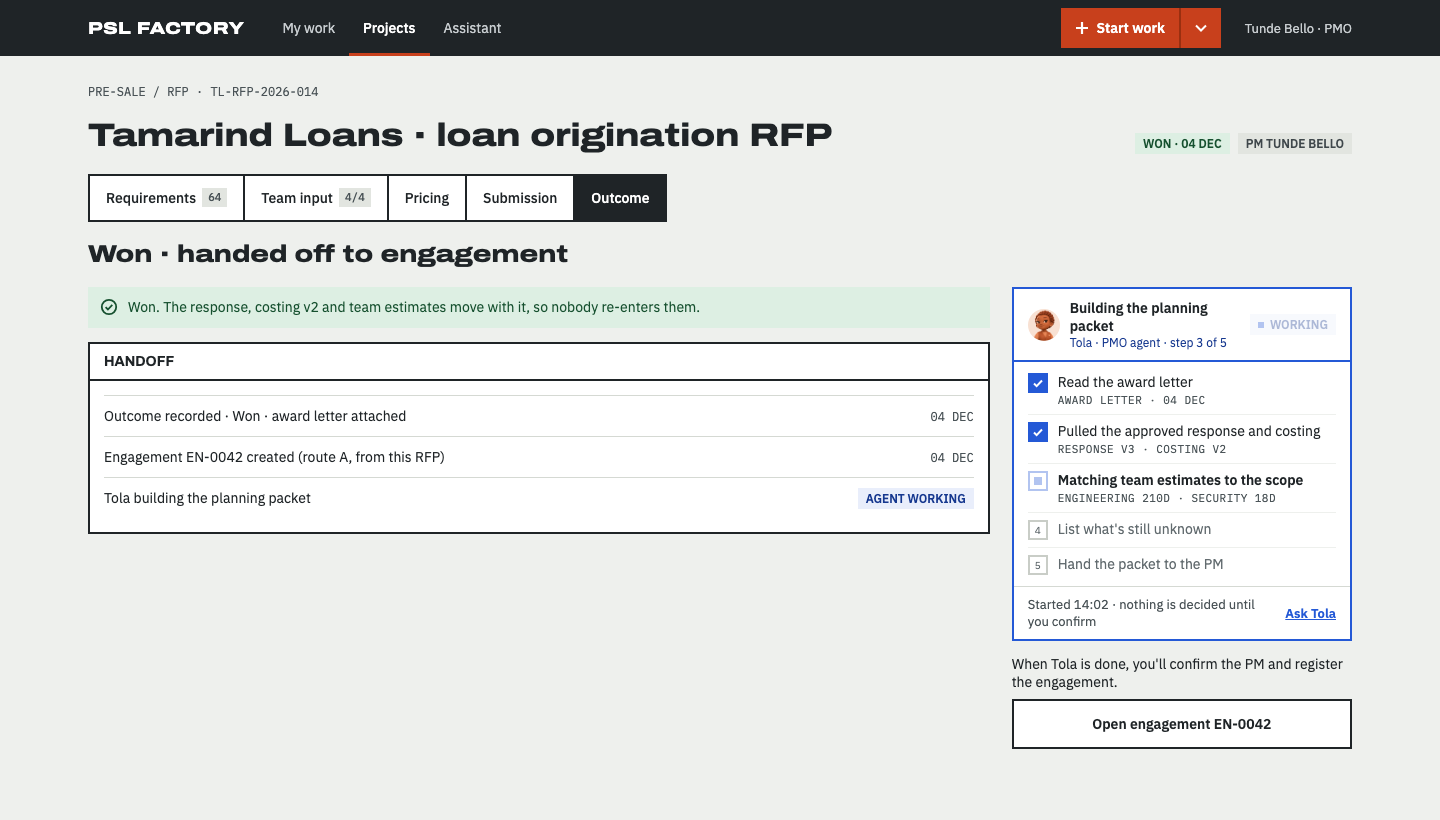 PSL FACTORY
My work
Projects
Assistant
Start work
Tunde Bello · PMO
PRE-SALE / RFP · TL-RFP-2026-014
Tamarind Loans · loan origination RFP
WON · 04 DEC
PM TUNDE BELLO
Requirements 64
Team input 4/4
Pricing
Submission
Outcome
Won · handed off to engagement
Won. The response, costing v2 and team estimates move with it, so nobody re-enters them.
HANDOFF
Outcome recorded · Won · award letter attached
04 DEC
Engagement EN-0042 created (route A, from this RFP)
04 DEC
Tola building the planning packet
AGENT WORKING
Building the planning
packet
Tola · PMO agent · step 3 of 5
WORKING
Read the award letter
AWARD LETTER · 04 DEC
Pulled the approved response and costing
RESPONSE V3 · COSTING V2
Matching team estimates to the scope
ENGINEERING 210D · SECURITY 18D
4 List what's still unknown
5 Hand the packet to the PM
Started 14:02 · nothing is decided until
you confirm
Ask Tola
When Tola is done, you'll confirm the PM and register
the engagement.
Open engagement EN-0042